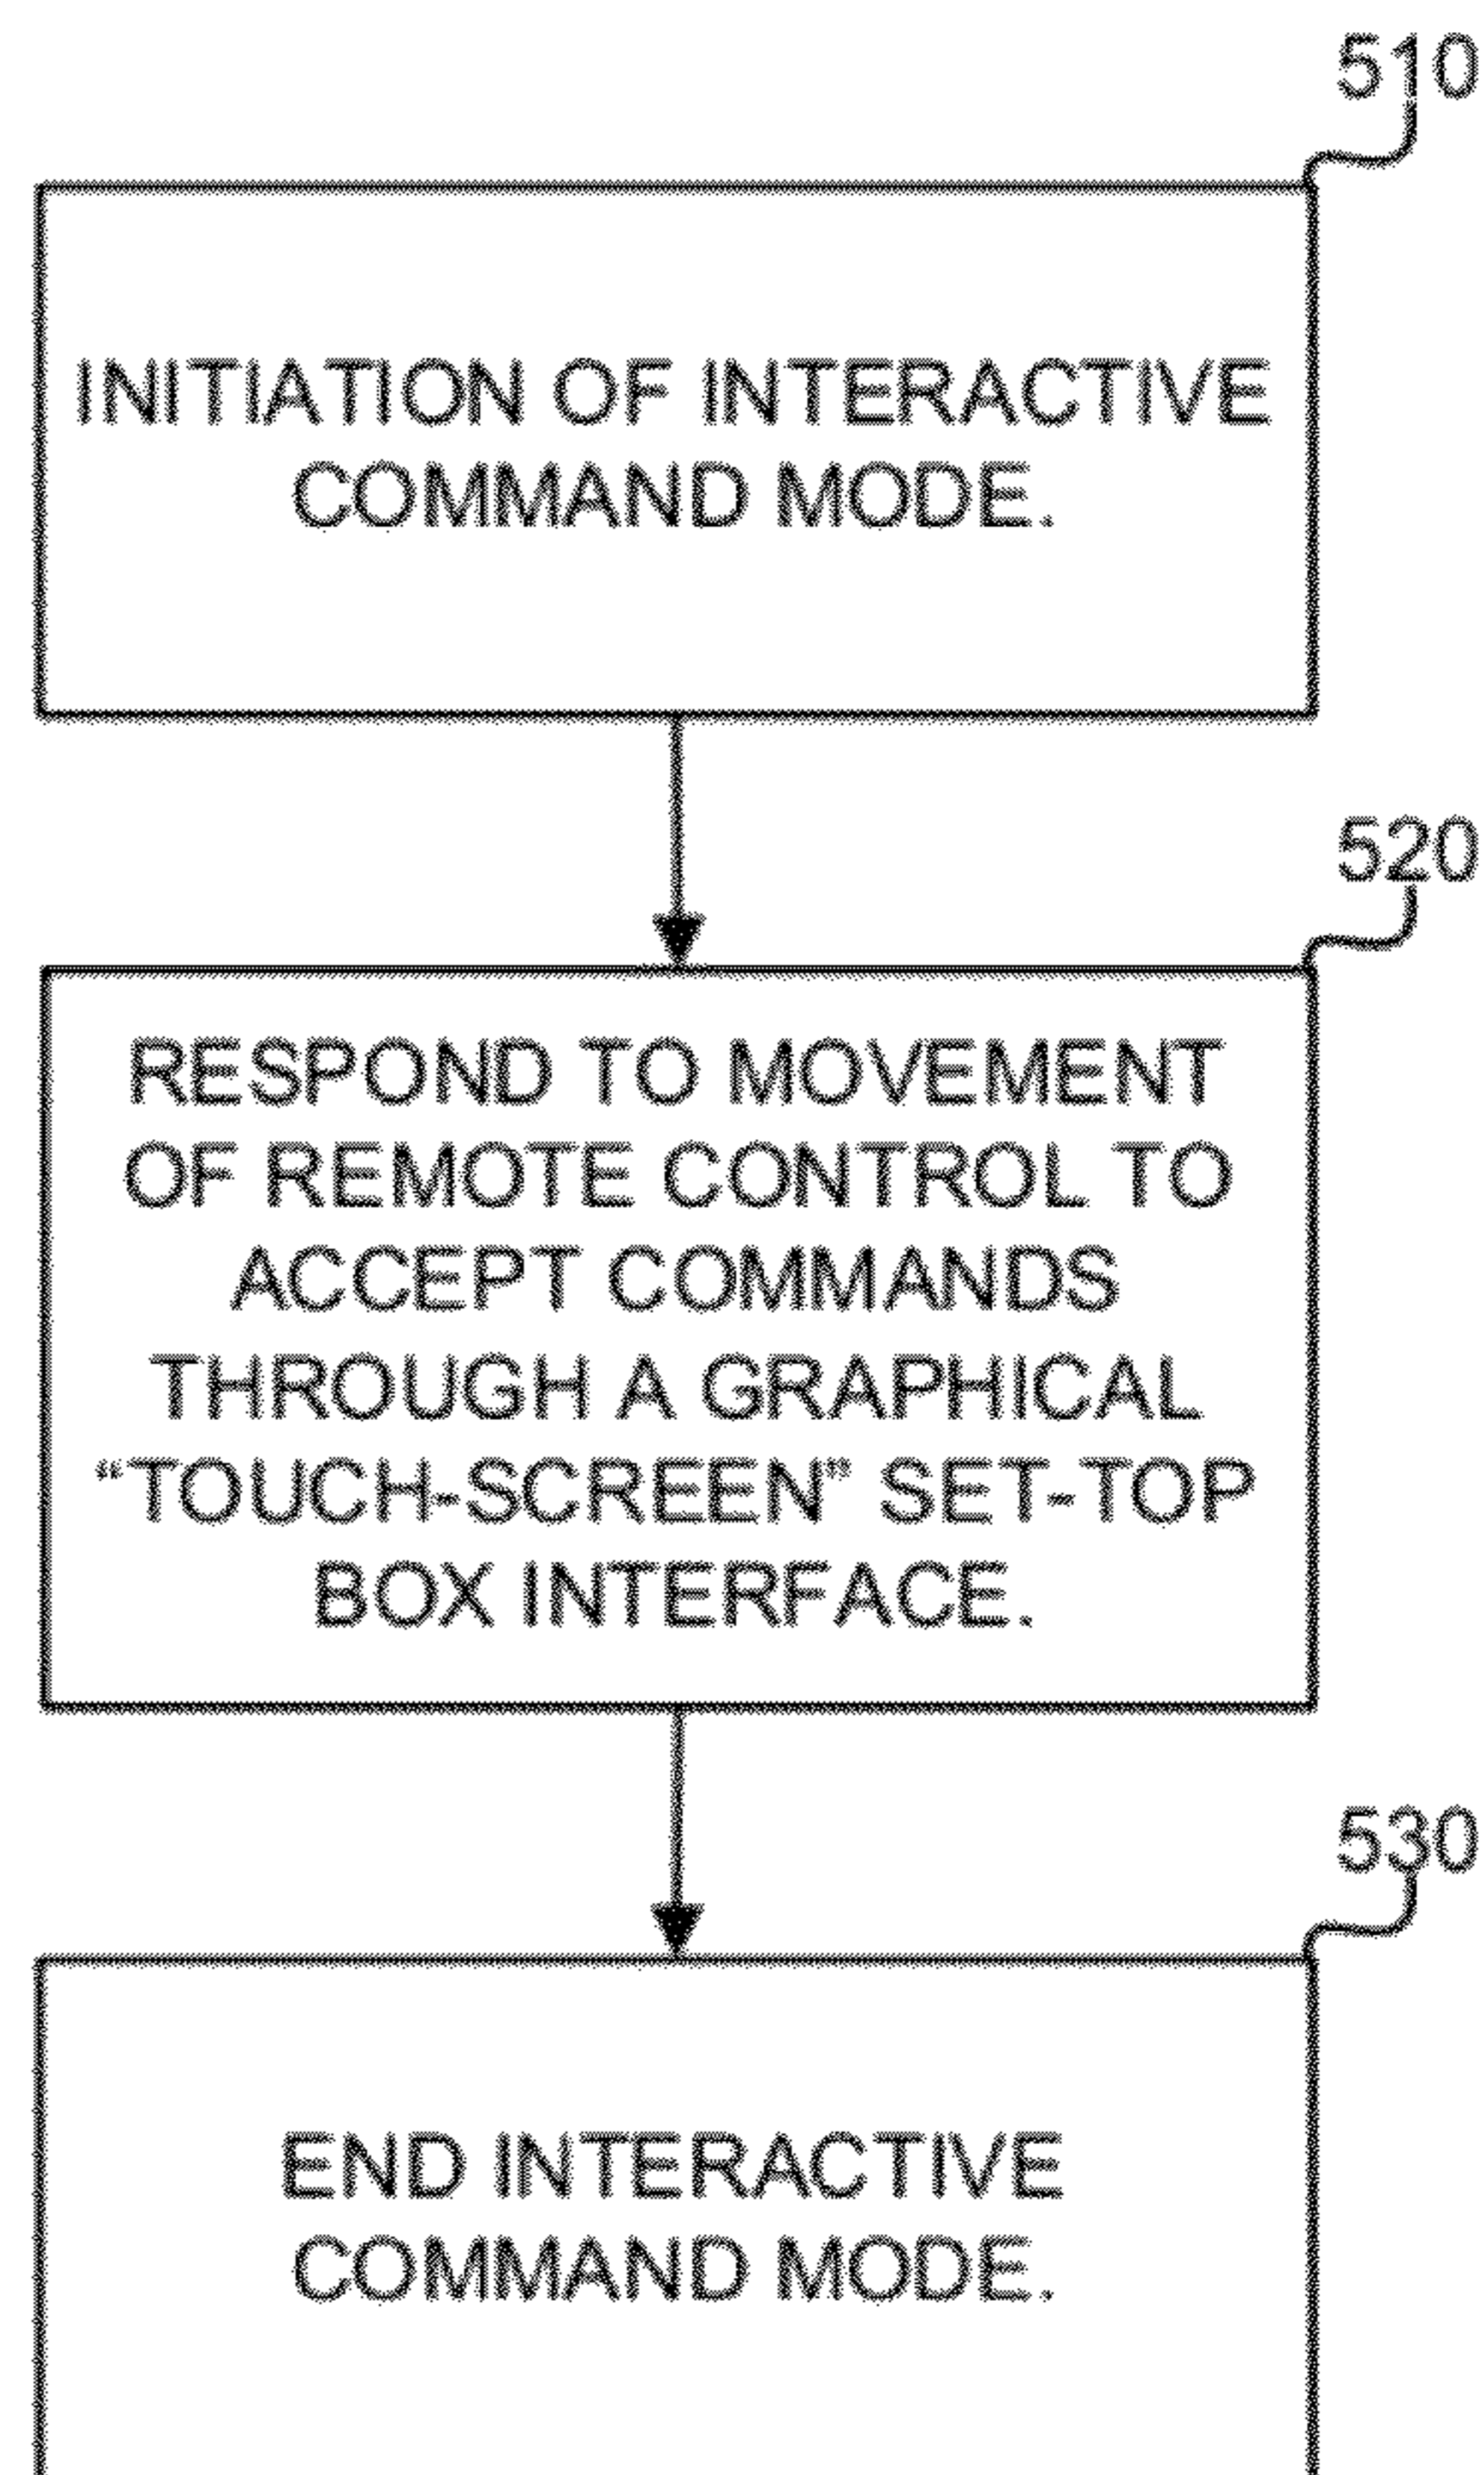 510
INITIATION OF INTERACTIVE
COMMAND MODE.
520
RESPOND TO MOVEMENT
OF REMOTE CONTROL TO
ACCEPT COMMANDS
THROUGH A GRAPHICAL
“TOUCH-SCREEN” SET-TOP
BOX INTERFACE.
530
END INTERACTIVE
COMMAND MODE.